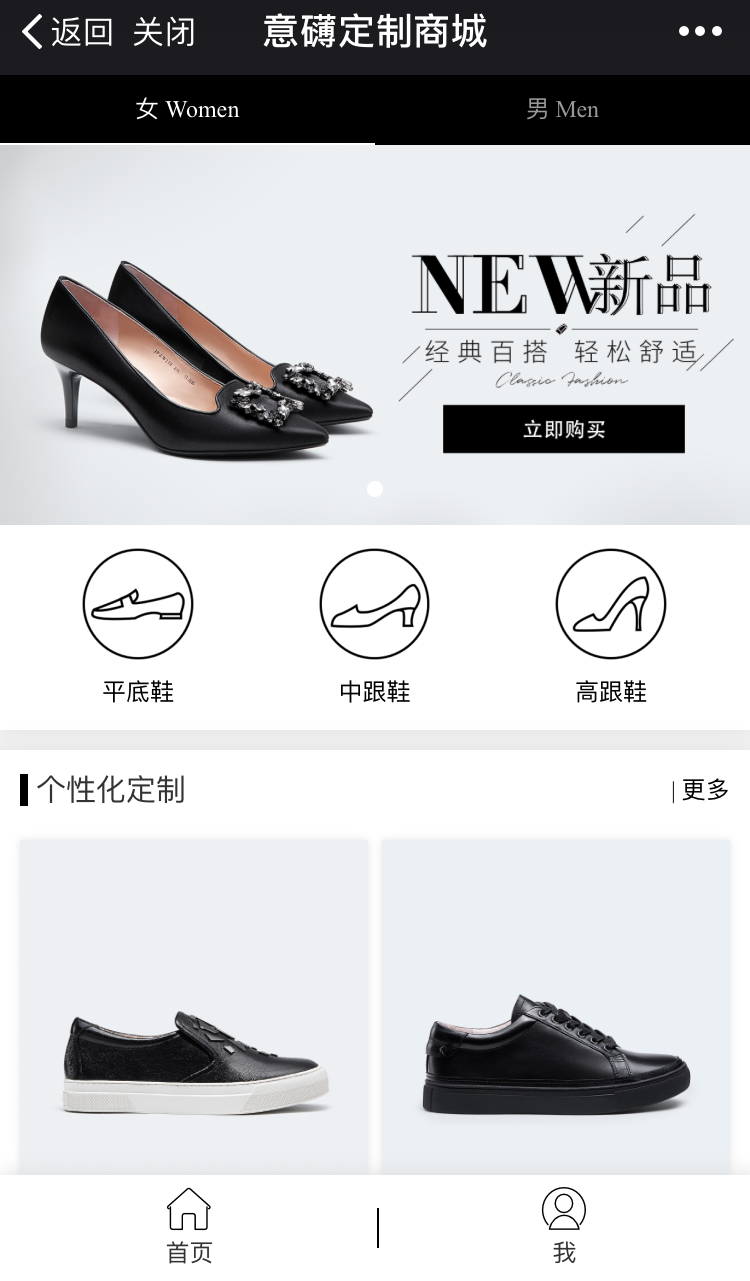 返回 关闭 意礴定制商城
女 Women 男 Men
NEW新品
经典百搭 轻松舒适
Classic Fashion
立即购买
平底鞋 中跟鞋 高跟鞋
个性化定制 | 更多
首页 我